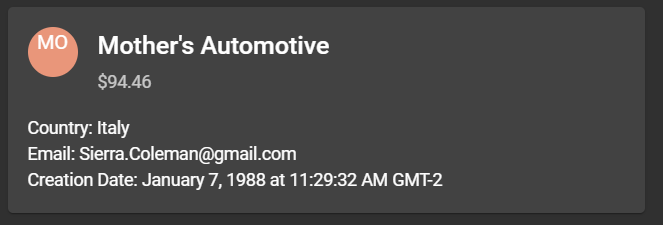 MO
Mother's Automotive
$94.46
Country: Italy
Email: Sierra.Coleman@gmail.com
Creation Date: January 7, 1988 at 11:29:32 AM GMT-2